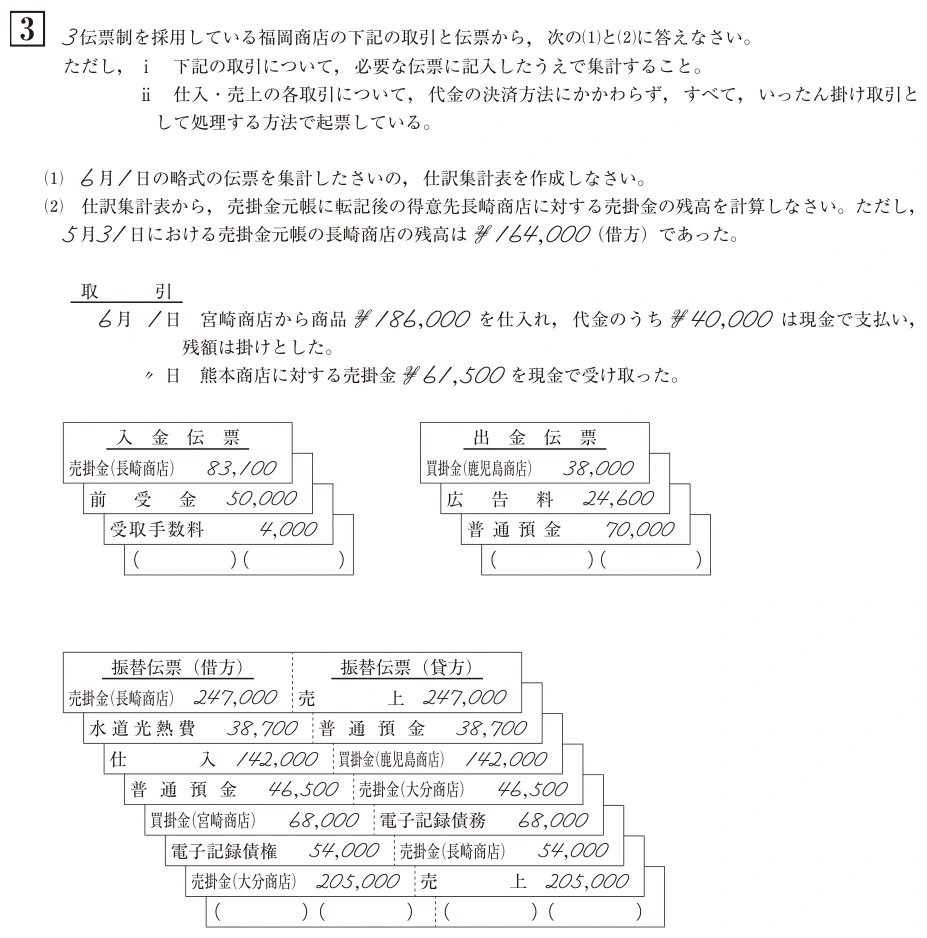 3 3伝票制を採用している福岡商店の下記の取引と伝票から，次の⑴と⑵に答えなさい。
ただし，ⅰ 下記の取引について，必要な伝票に記入したうえで集計すること。
ⅱ 仕入・売上の各取引について，代金の決済方法にかかわらず，すべて，いったん掛け取引と
して処理する方法で起票している。
⑴ 6月1日の略式の伝票を集計したさいの，仕訳集計表を作成しなさい。
⑵ 仕訳集計表から，売掛金元帳に転記後の得意先長崎商店に対する売掛金の残高を計算しなさい。ただし，
5月31日における売掛金元帳の長崎商店の残高は¥164,000（借方）であった。
取引
6月 1日 宮崎商店から商品¥186,000を仕入れ，代金のうち¥40,000は現金で支払い，
残額は掛けとした。
〃日 熊本商店に対する売掛金¥61,500を現金で受け取った。
入金伝票
売掛金(長崎商店) 83,100
前受金 50,000
受取手数料 4,000
( )( )
出金伝票
買掛金(鹿児島商店) 38,000
広告料 24,600
普通預金 70,000
( )( )
振替伝票（借方） 振替伝票（貸方）
売掛金(長崎商店) 247,000 売上 247,000
水道光熱費 38,700 普通預金 38,700
仕入 142,000 買掛金(鹿児島商店) 142,000
普通預金 46,500 売掛金(大分商店) 46,500
買掛金(宮崎商店) 68,000 電子記録債務 68,000
電子記録債権 54,000 売掛金(長崎商店) 54,000
売掛金(大分商店) 205,000 売上 205,000
( )( ) ( )( )